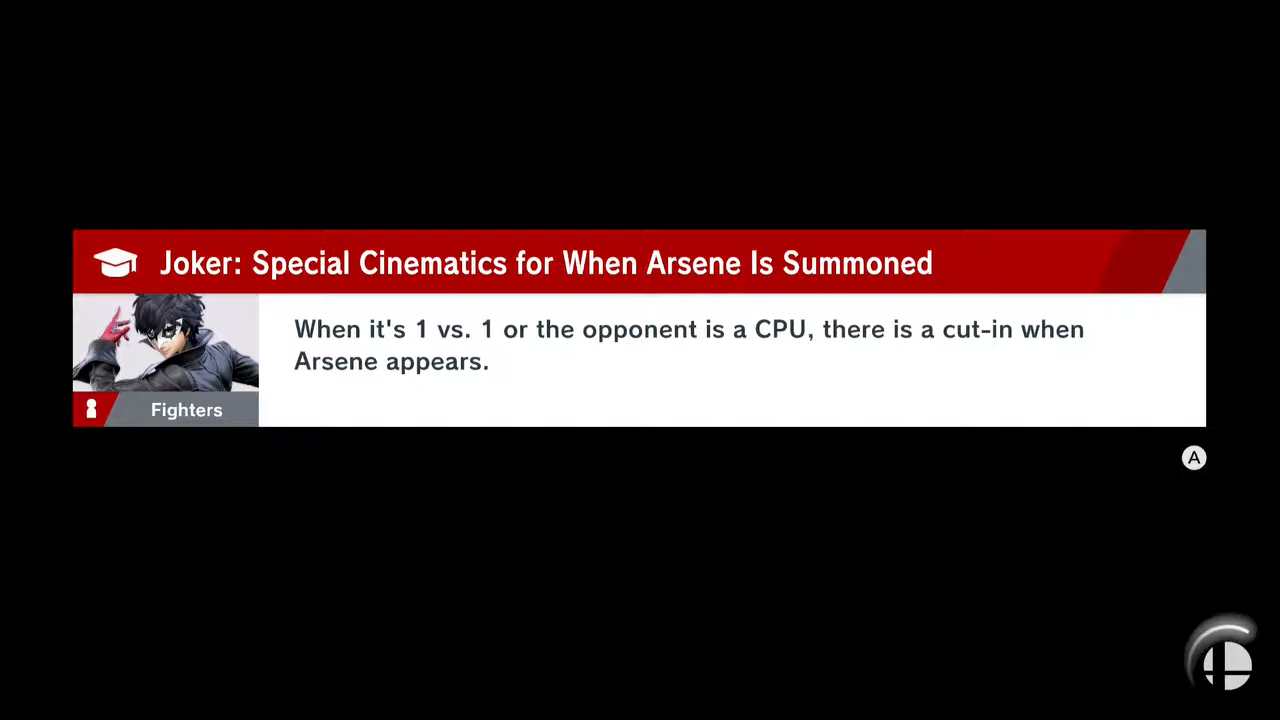 Joker: Special Cinematics for When Arsene Is Summoned
When it's 1 vs. 1 or the opponent is a CPU, there is a cut-in when
Arsene appears.
Fighters
A